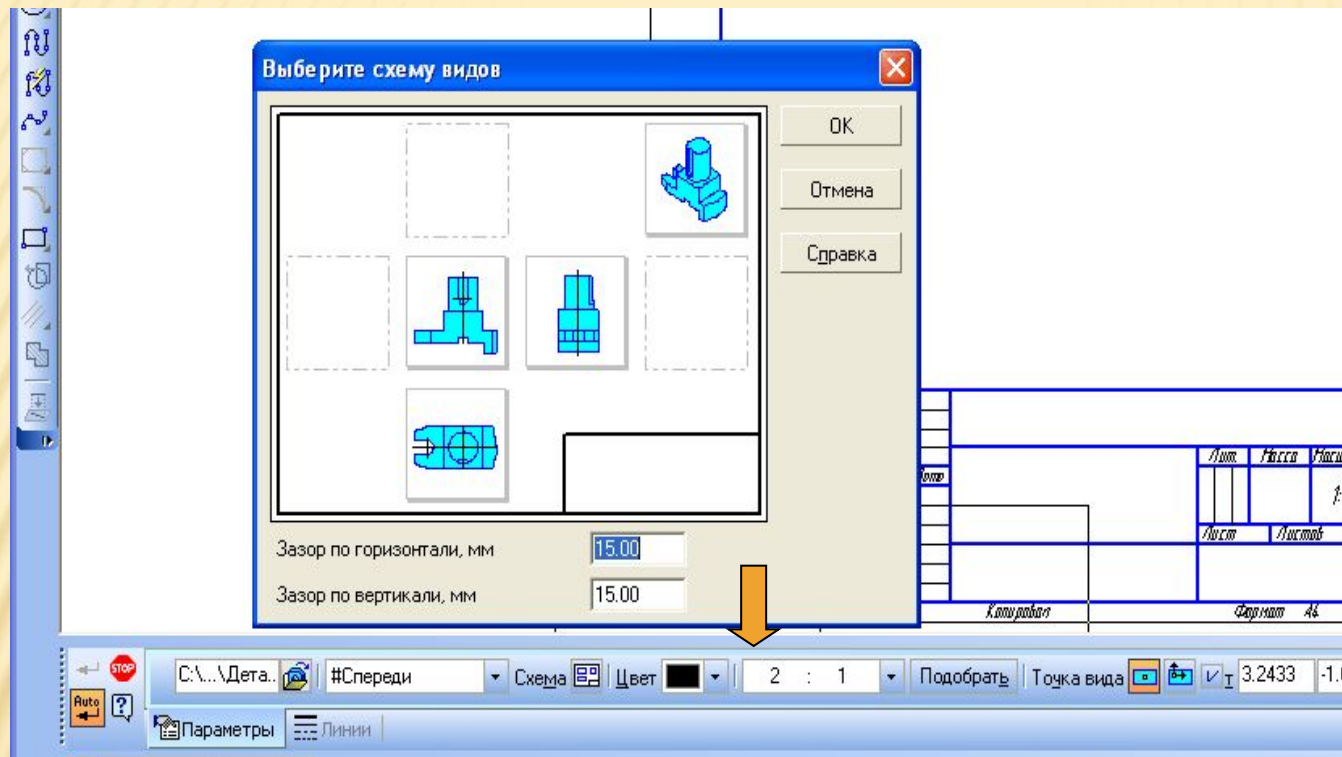 Выберите схему видов
OK
Отмена
Справка
Зазор по горизонтали, мм 15.00
Зазор по вертикали, мм 15.00
Лит. Масса
Лист Листов
Копировал Формат А4
STOP C:\...\Дета.. #Спереди Схема Цвет 2 : 1 Подобрать Точка вида т 3.2433
Auto ? Параметры Линии